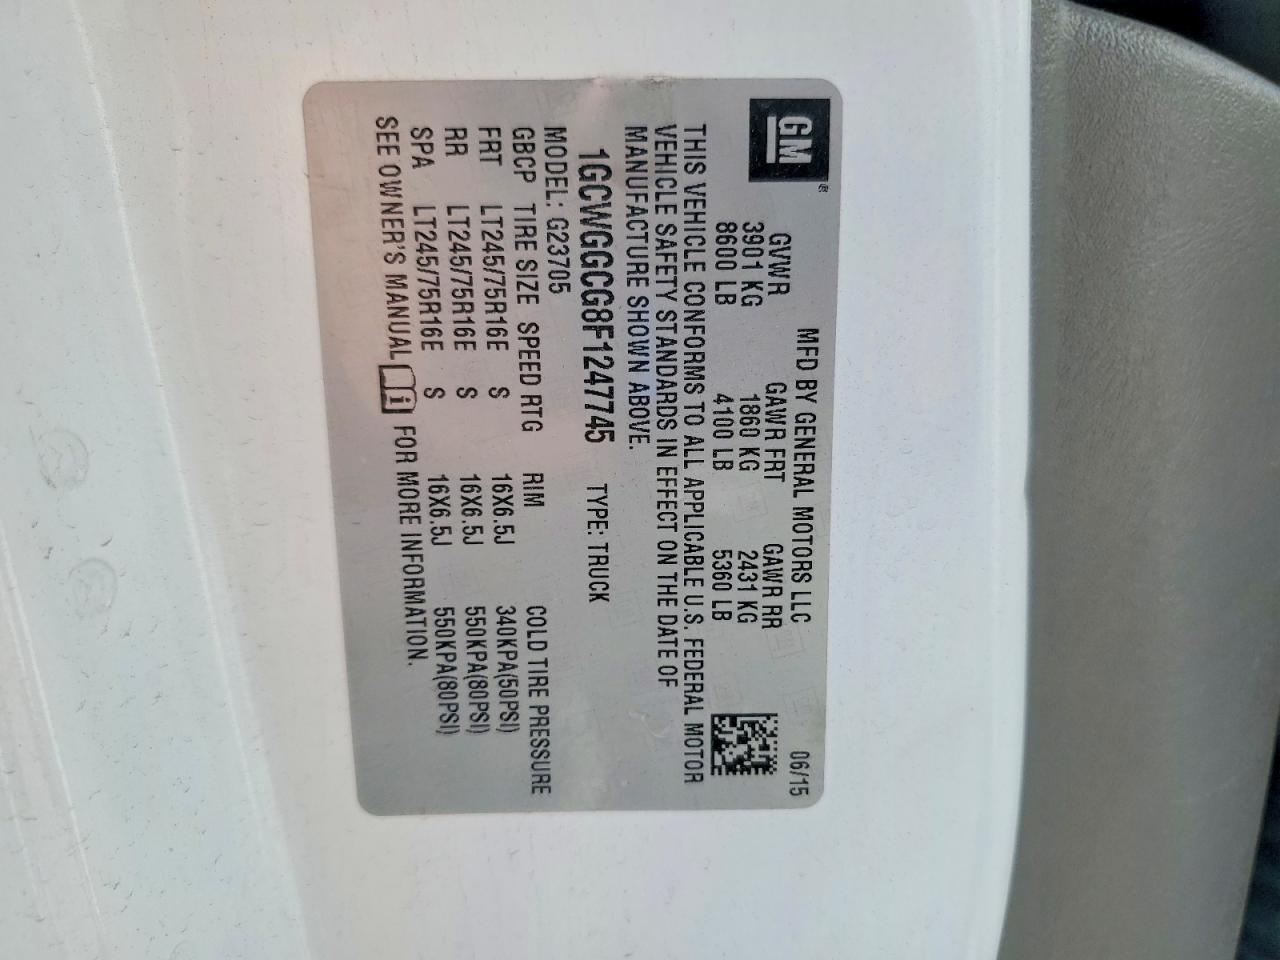 GM®
MFD BY GENERAL MOTORS LLC 06/15
GVWR GAWR FRT GAWR RR
3901 KG 1860 KG 2431 KG
8600 LB 4100 LB 5360 LB
THIS VEHICLE CONFORMS TO ALL APPLICABLE U.S. FEDERAL MOTOR
VEHICLE SAFETY STANDARDS IN EFFECT ON THE DATE OF
MANUFACTURE SHOWN ABOVE.
1GCWGGCG8F1247745 TYPE: TRUCK
MODEL: G23705
GBCP TIRE SIZE SPEED RTG RIM COLD TIRE PRESSURE
FRT LT245/75R16E S 16X6.5J 340KPA(50PSI)
RR LT245/75R16E S 16X6.5J 550KPA(80PSI)
SPA LT245/75R16E S 16X6.5J 550KPA(80PSI)
SEE OWNER'S MANUAL i FOR MORE INFORMATION.